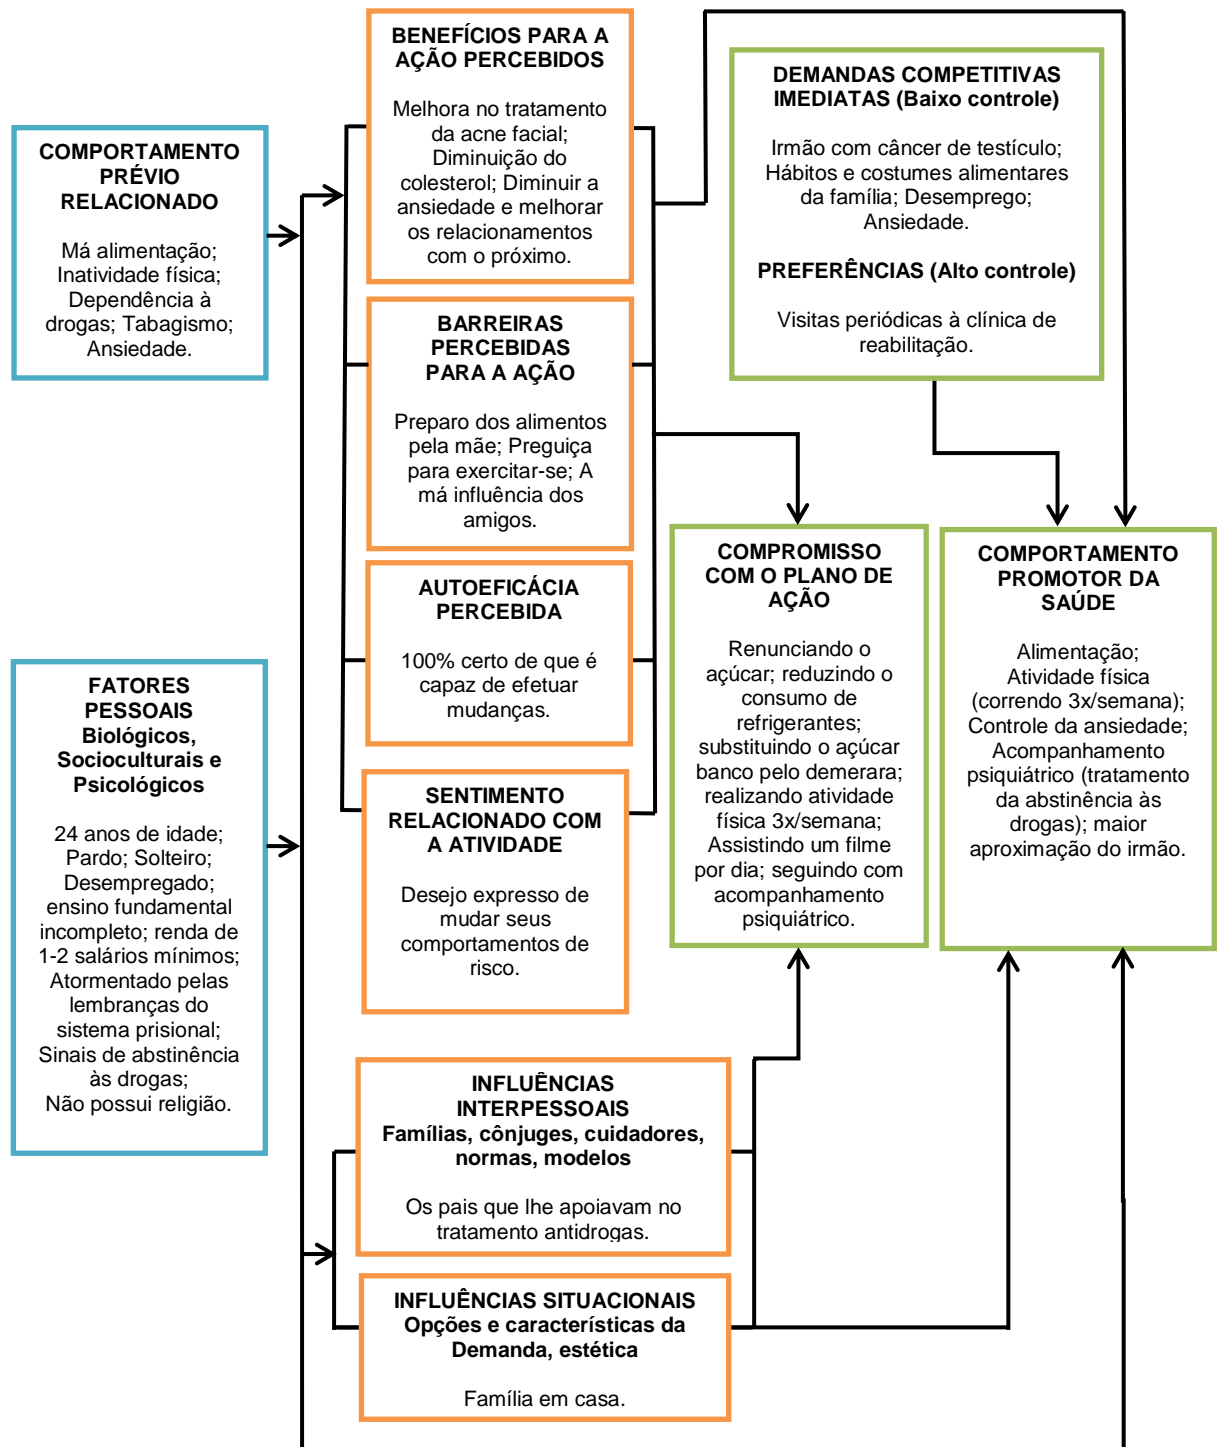 COMPORTAMENTO
PRÉVIO
RELACIONADO
Má alimentação;
Inatividade física;
Dependência à
drogas; Tabagismo;
Ansiedade.
FATORES
PESSOAIS
Biológicos,
Socioculturais e
Psicológicos
24 anos de idade;
Pardo; Solteiro;
Desempregado;
ensino fundamental
incompleto; renda de
1-2 salários mínimos;
Atormentado pelas
lembranças do
sistema prisional;
Sinais de abstinência
às drogas;
Não possui religião.
BENEFÍCIOS PARA A
AÇÃO PERCEBIDOS
Melhora no tratamento
da acne facial;
Diminuição do
colesterol; Diminuir a
ansiedade e melhorar
os relacionamentos
com o próximo.
BARREIRAS
PERCEBIDAS
PARA A AÇÃO
Preparo dos alimentos
pela mãe; Preguiça
para exercitar-se; A
má influência dos
amigos.
AUTOEFICÁCIA
PERCEBIDA
100% certo de que é
capaz de efetuar
mudanças.
SENTIMENTO
RELACIONADO COM
A ATIVIDADE
Desejo expresso de
mudar seus
comportamentos de
risco.
INFLUÊNCIAS
INTERPESSOAIS
Famílias, cônjuges, cuidadores,
normas, modelos
Os pais que lhe apoiavam no
tratamento antidrogas.
INFLUÊNCIAS SITUACIONAIS
Opções e características da
Demanda, estética
Família em casa.
DEMANDAS COMPETITIVAS
IMEDIATAS (Baixo controle)
Irmão com câncer de testículo;
Hábitos e costumes alimentares
da família; Desemprego;
Ansiedade.
PREFERÊNCIAS (Alto controle)
Visitas periódicas à clínica de
reabilitação.
COMPROMISSO
COM O PLANO DE
AÇÃO
Renunciando o
açúcar; reduzindo o
consumo de
refrigerantes;
substituindo o açúcar
banco pelo demerara;
realizando atividade
física 3x/semana;
Assistindo um filme
por dia; seguindo com
acompanhamento
psiquiátrico.
COMPORTAMENTO
PROMOTOR DA
SAÚDE
Alimentação;
Atividade física
(correndo 3x/semana);
Controle da ansiedade;
Acompanhamento
psiquiátrico (tratamento
da abstinência às
drogas); maior
aproximação do irmão.